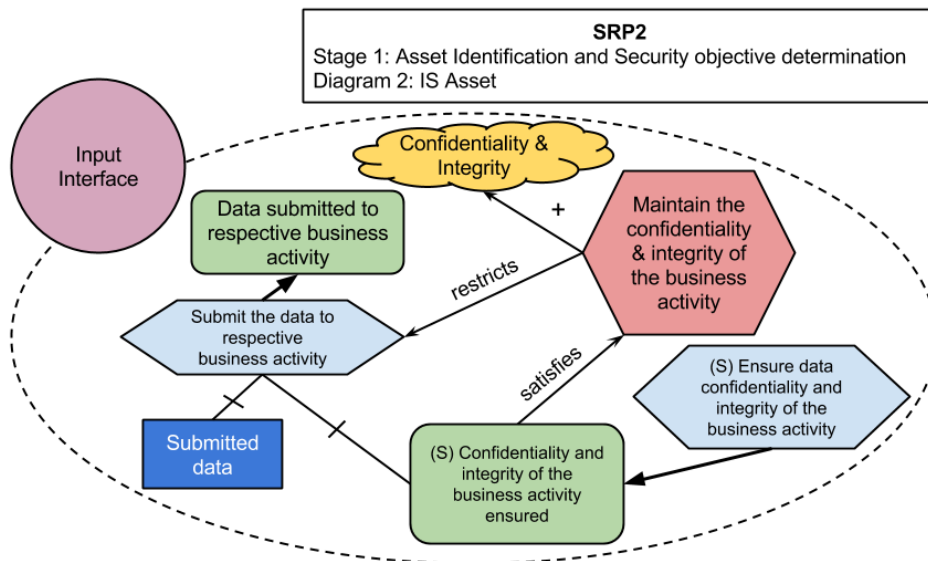 SRP2
Stage 1: Asset Identification and Security objective determination
Diagram 2: IS Asset
Input
Interface
Confidentiality &
Integrity
Data submitted to
respective business
activity
+
Maintain the
confidentiality
& integrity of
the business
activity
restricts
Submit the data to
respective
business activity
satisfies
(S) Ensure data
confidentiality and
integrity of the
business activity
Submitted
data
(S) Confidentiality and
integrity of the
business activity
ensured